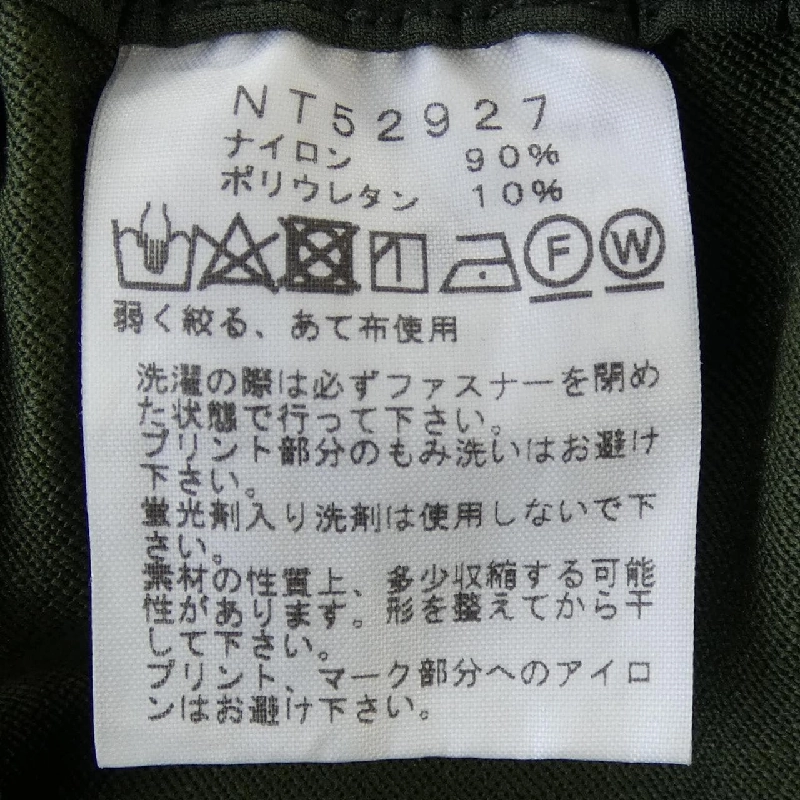 NT52927
ナイロン 90%
ポリウレタン 10%
F W
弱く絞る、あて布使用
洗濯の際は必ずファスナーを閉め
た状態で行って下さい。
プリント部分のもみ洗いはお避け
下さい。
蛍光剤入り洗剤は使用しないで下
さい。
素材の性質上、多少収縮する可能
性があります。形を整えてから干
して下さい。
プリント、マーク部分へのアイロ
ンはお避け下さい。